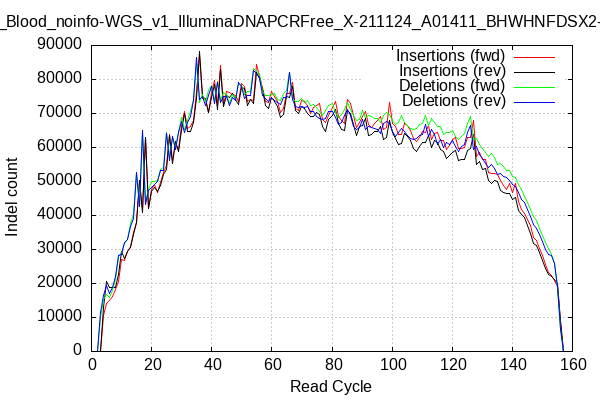 _Blood_noinfo-WGS_v1_IlluminaDNAPCRFree_X-211124_A01411_BHWHNFDSX2-
90000
80000
70000
60000
50000
40000
30000
20000
10000
0
Indel count
Insertions (fwd)
Insertions (rev)
Deletions (fwd)
Deletions (rev)
0 20 40 60 80 100 120 140 160
Read Cycle